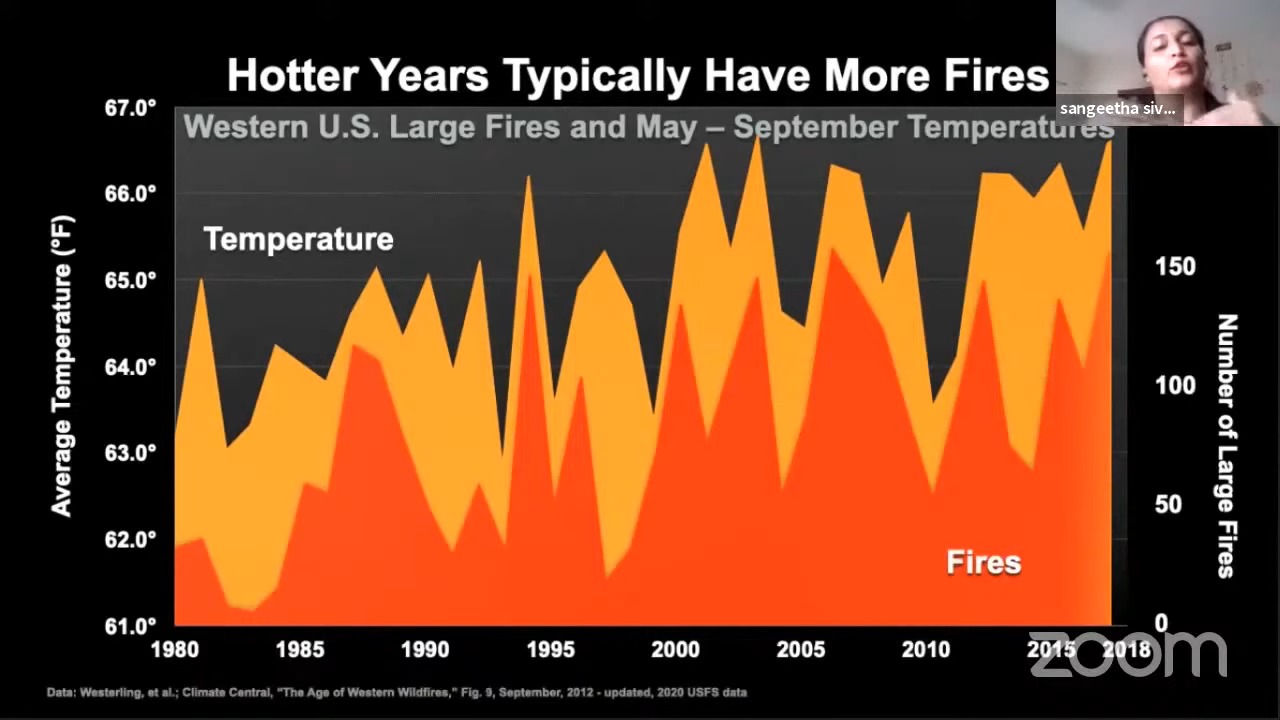 Hotter Years Typically Have More Fires
sangeetha siv...
Western U.S. Large Fires and May – September Temperatures
67.0°
66.0°
65.0°
64.0°
63.0°
62.0°
61.0°
Average Temperature (°F)
Temperature
Fires
150
100
50
0
Number of Large Fires
1980 1985 1990 1995 2000 2005 2010 2015 2018
zoom
Data: Westerling, et al.; Climate Central, "The Age of Western Wildfires," Fig. 9, September, 2012 - updated, 2020 USFS data